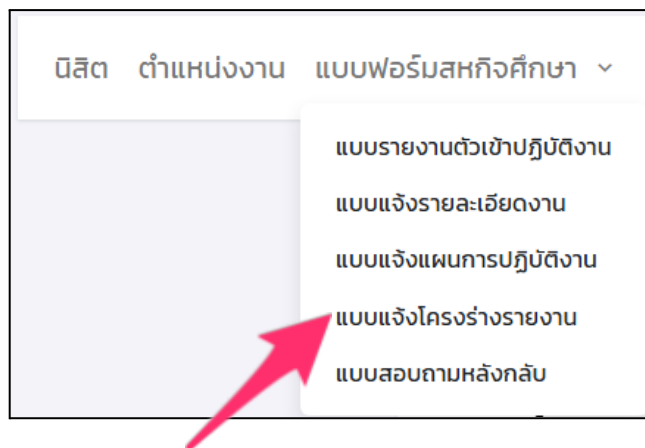 นิสิต ตำแหน่งงาน แบบฟอร์มสหกิจศึกษา
แบบรายงานตัวเข้าปฏิบัติงาน
แบบแจ้งรายละเอียดงาน
แบบแจ้งแผนการปฏิบัติงาน
แบบแจ้งโครงร่างรายงาน
แบบสอบถามหลังกลับ